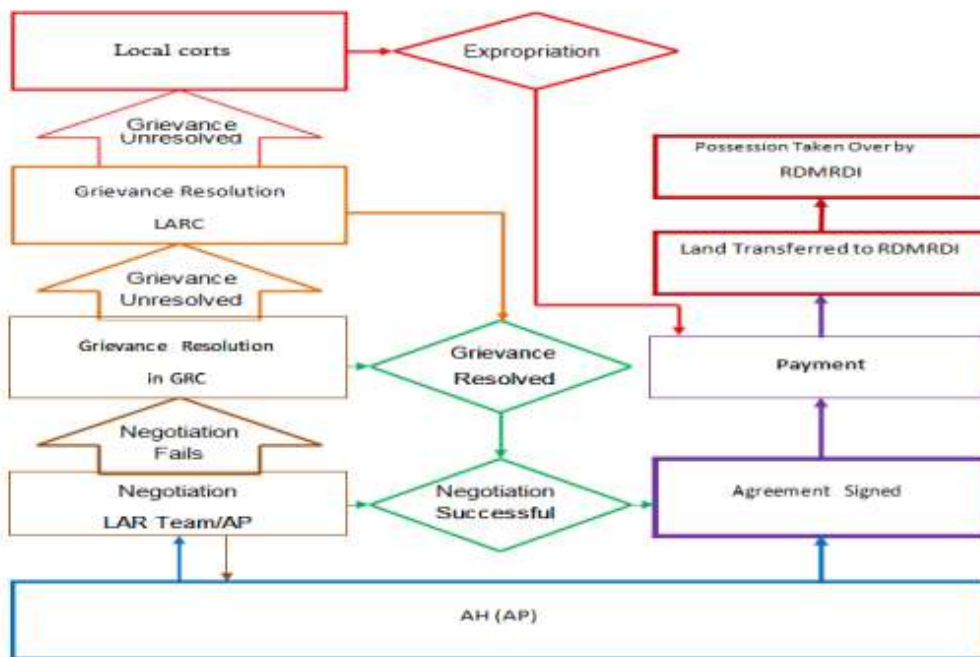 Local corts
Expropriation
Grievance
Unresolved
Possession Taken Over by
RDMRDI
Grievance Resolution
LARC
Land Transferred to RDMRDI
Grievance
Unresolved
Grievance Resolution
in GRC
Grievance
Resolved
Payment
Negotiation
Fails
Negotiation
LAR Team/AP
Negotiation
Successful
Agreement Signed
AH (AP)